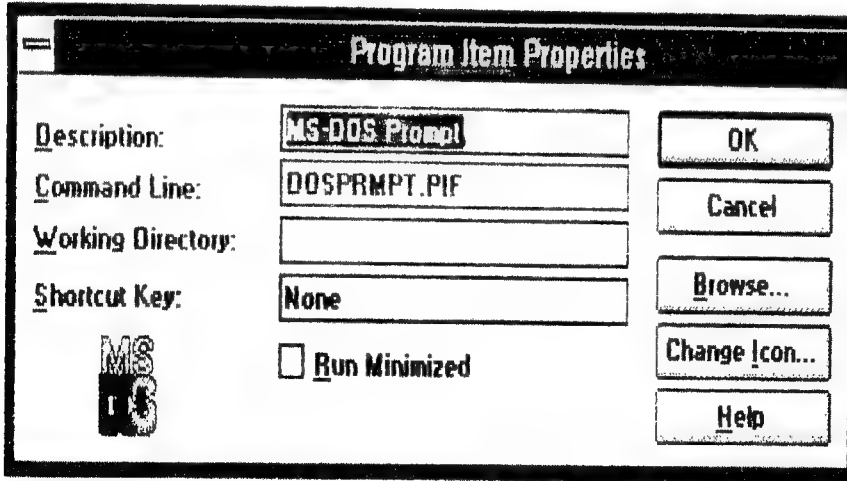 Program Item Properties
Description: MS-DOS Prompt
Command Line: DOSPRMPT.PIF
Working Directory:
Shortcut Key: None
Run Minimized
OK
Cancel
Browse...
Change Icon...
Help
MS